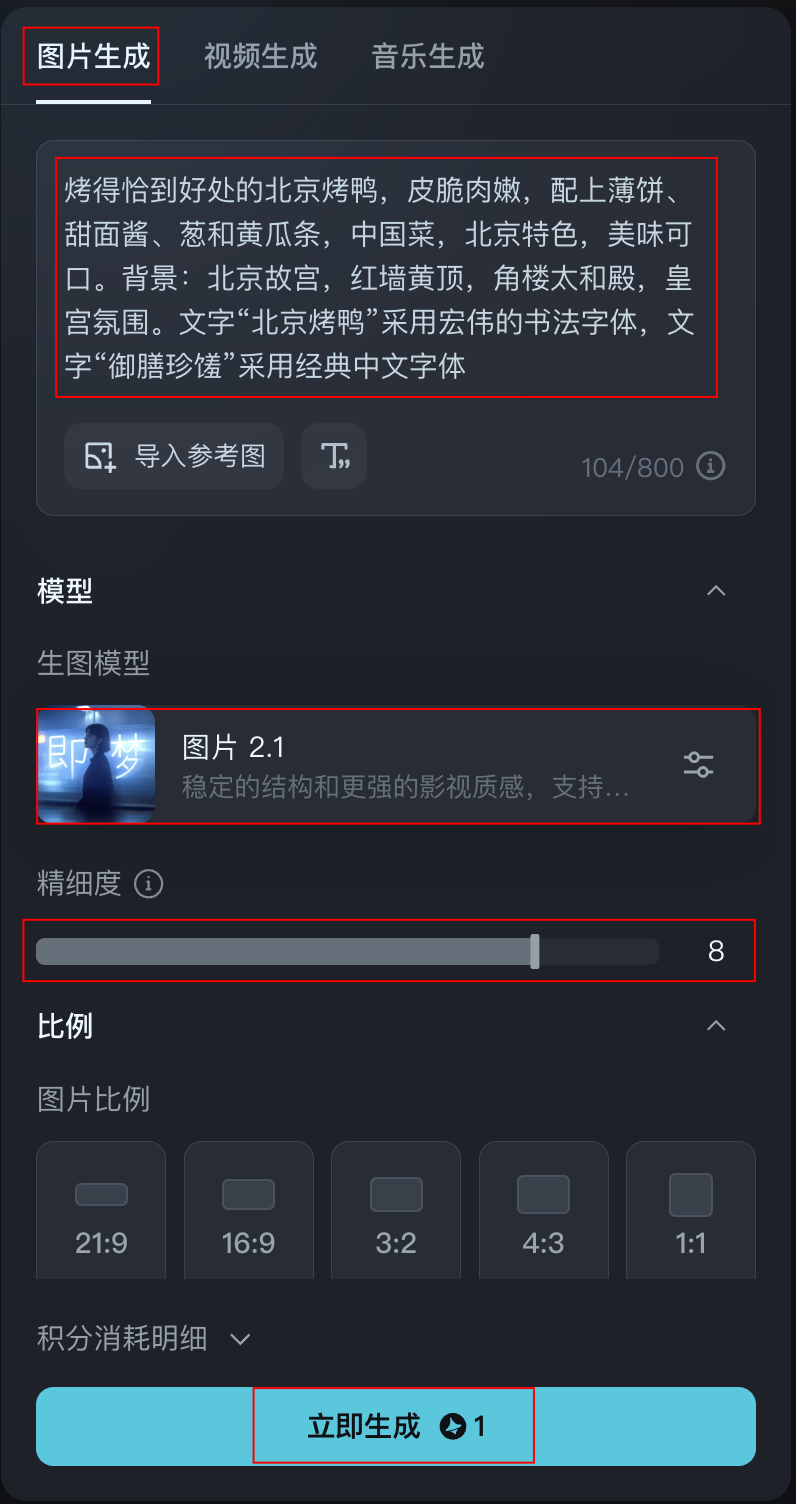 图片生成 视频生成 音乐生成
烤得恰到好处的北京烤鸭，皮脆肉嫩，配上薄饼、
甜面酱、葱和黄瓜条，中国菜，北京特色，美味可
口。背景：北京故宫，红墙黄顶，角楼太和殿，皇
宫氛围。文字“北京烤鸭”采用宏伟的书法字体，文
字“御膳珍馐”采用经典中文字体
导入参考图 T,,
104/800
模型
生图模型
即梦
图片 2.1
稳定的结构和更强的影视质感，支持...
精细度
8
比例
图片比例
21:9 16:9 3:2 4:3 1:1
积分消耗明细
立即生成 1